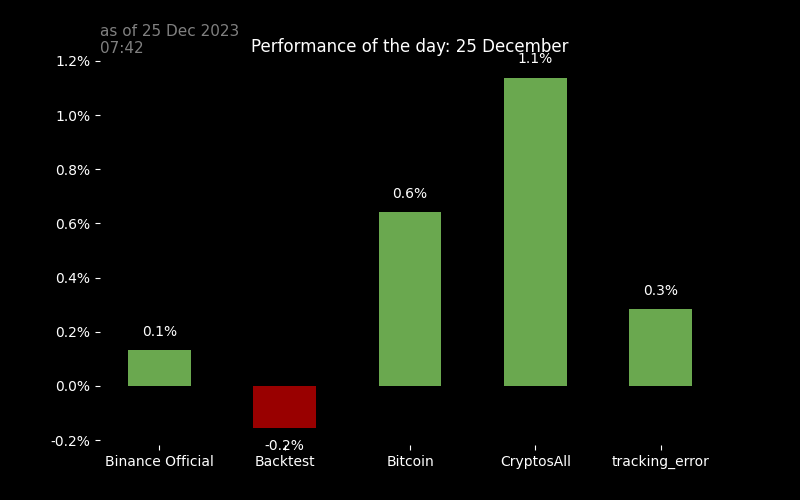 as of 25 Dec 2023
07:42
Performance of the day: 25 December
1.2%
1.0%
0.8%
0.6%
0.4%
0.2%
0.0%
-0.2%
0.1%
-0.2%
0.6%
1.1%
0.3%
Binance Official
Backtest
Bitcoin
CryptosAll
tracking_error